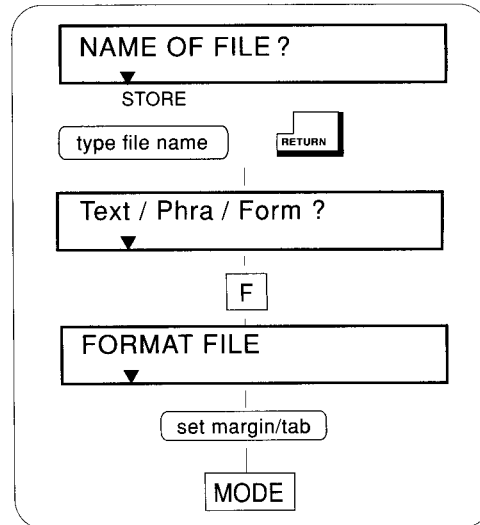 NAME OF FILE ?
STORE
type file name
RETURN
Text / Phra / Form ?
F
FORMAT FILE
set margin/tab
MODE